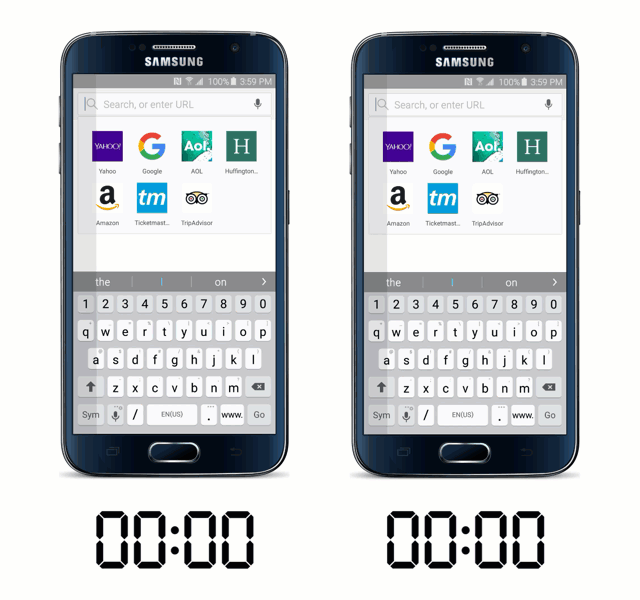 SAMSUNG
100% 3:59 PM
Search, or enter URL
YAHOO! G Aol. H
Yahoo Google AOL Huffington..
a tm
Amazon Ticketmast.. TripAdvisor
the I on
1 2 3 4 5 6 7 8 9 0
q w e r t y u i o p
a s d f g h j k l
z x c v b n m
Sym / EN(US) . www. Go
00:00
SAMSUNG
100% 3:59 PM
Search, or enter URL
YAHOO! G Aol. H
Yahoo Google AOL Huffington..
a tm
Amazon Ticketmast.. TripAdvisor
the I on
1 2 3 4 5 6 7 8 9 0
q w e r t y u i o p
a s d f g h j k l
z x c v b n m
Sym / EN(US) . www. Go
00:00